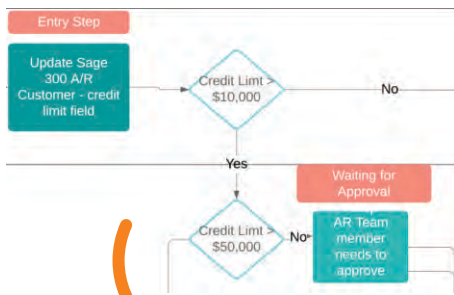 Entry Step
Update Sage
300 A/R
Customer - credit
limit field
Credit Limt >
$10,000
No
Yes
Waiting for
Approval
Credit Limt >
$50,000
No
AR Team
member
needs to
approve